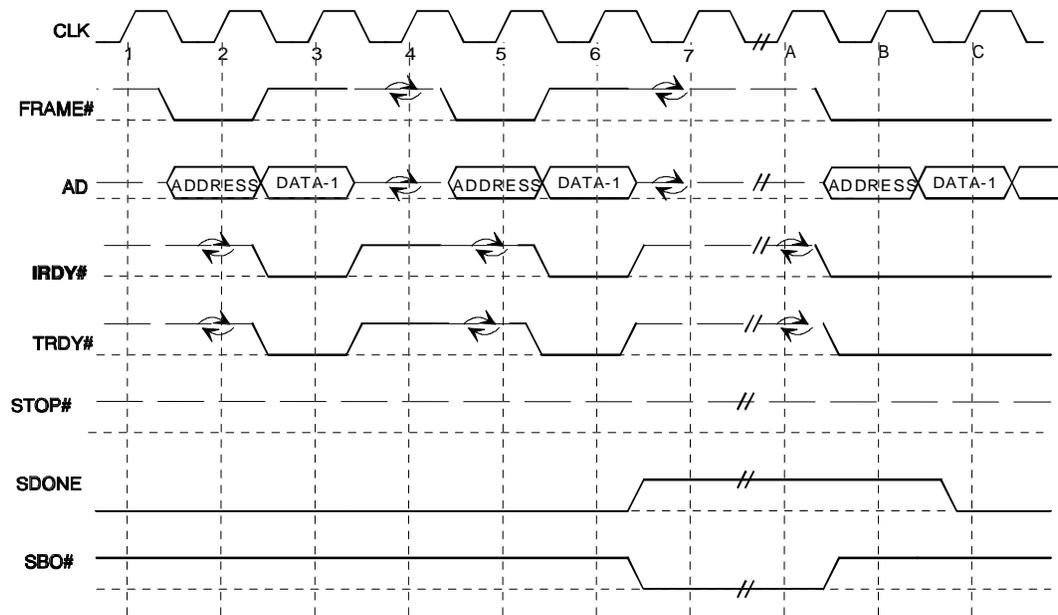 CLK
1 2 3 4 5 6 7 A B C
FRAME#
AD ADDRESS DATA-1 ADDRESS DATA-1 ADDRESS DATA-1
IRDY#
TRDY#
STOP#
SDONE
SBO#